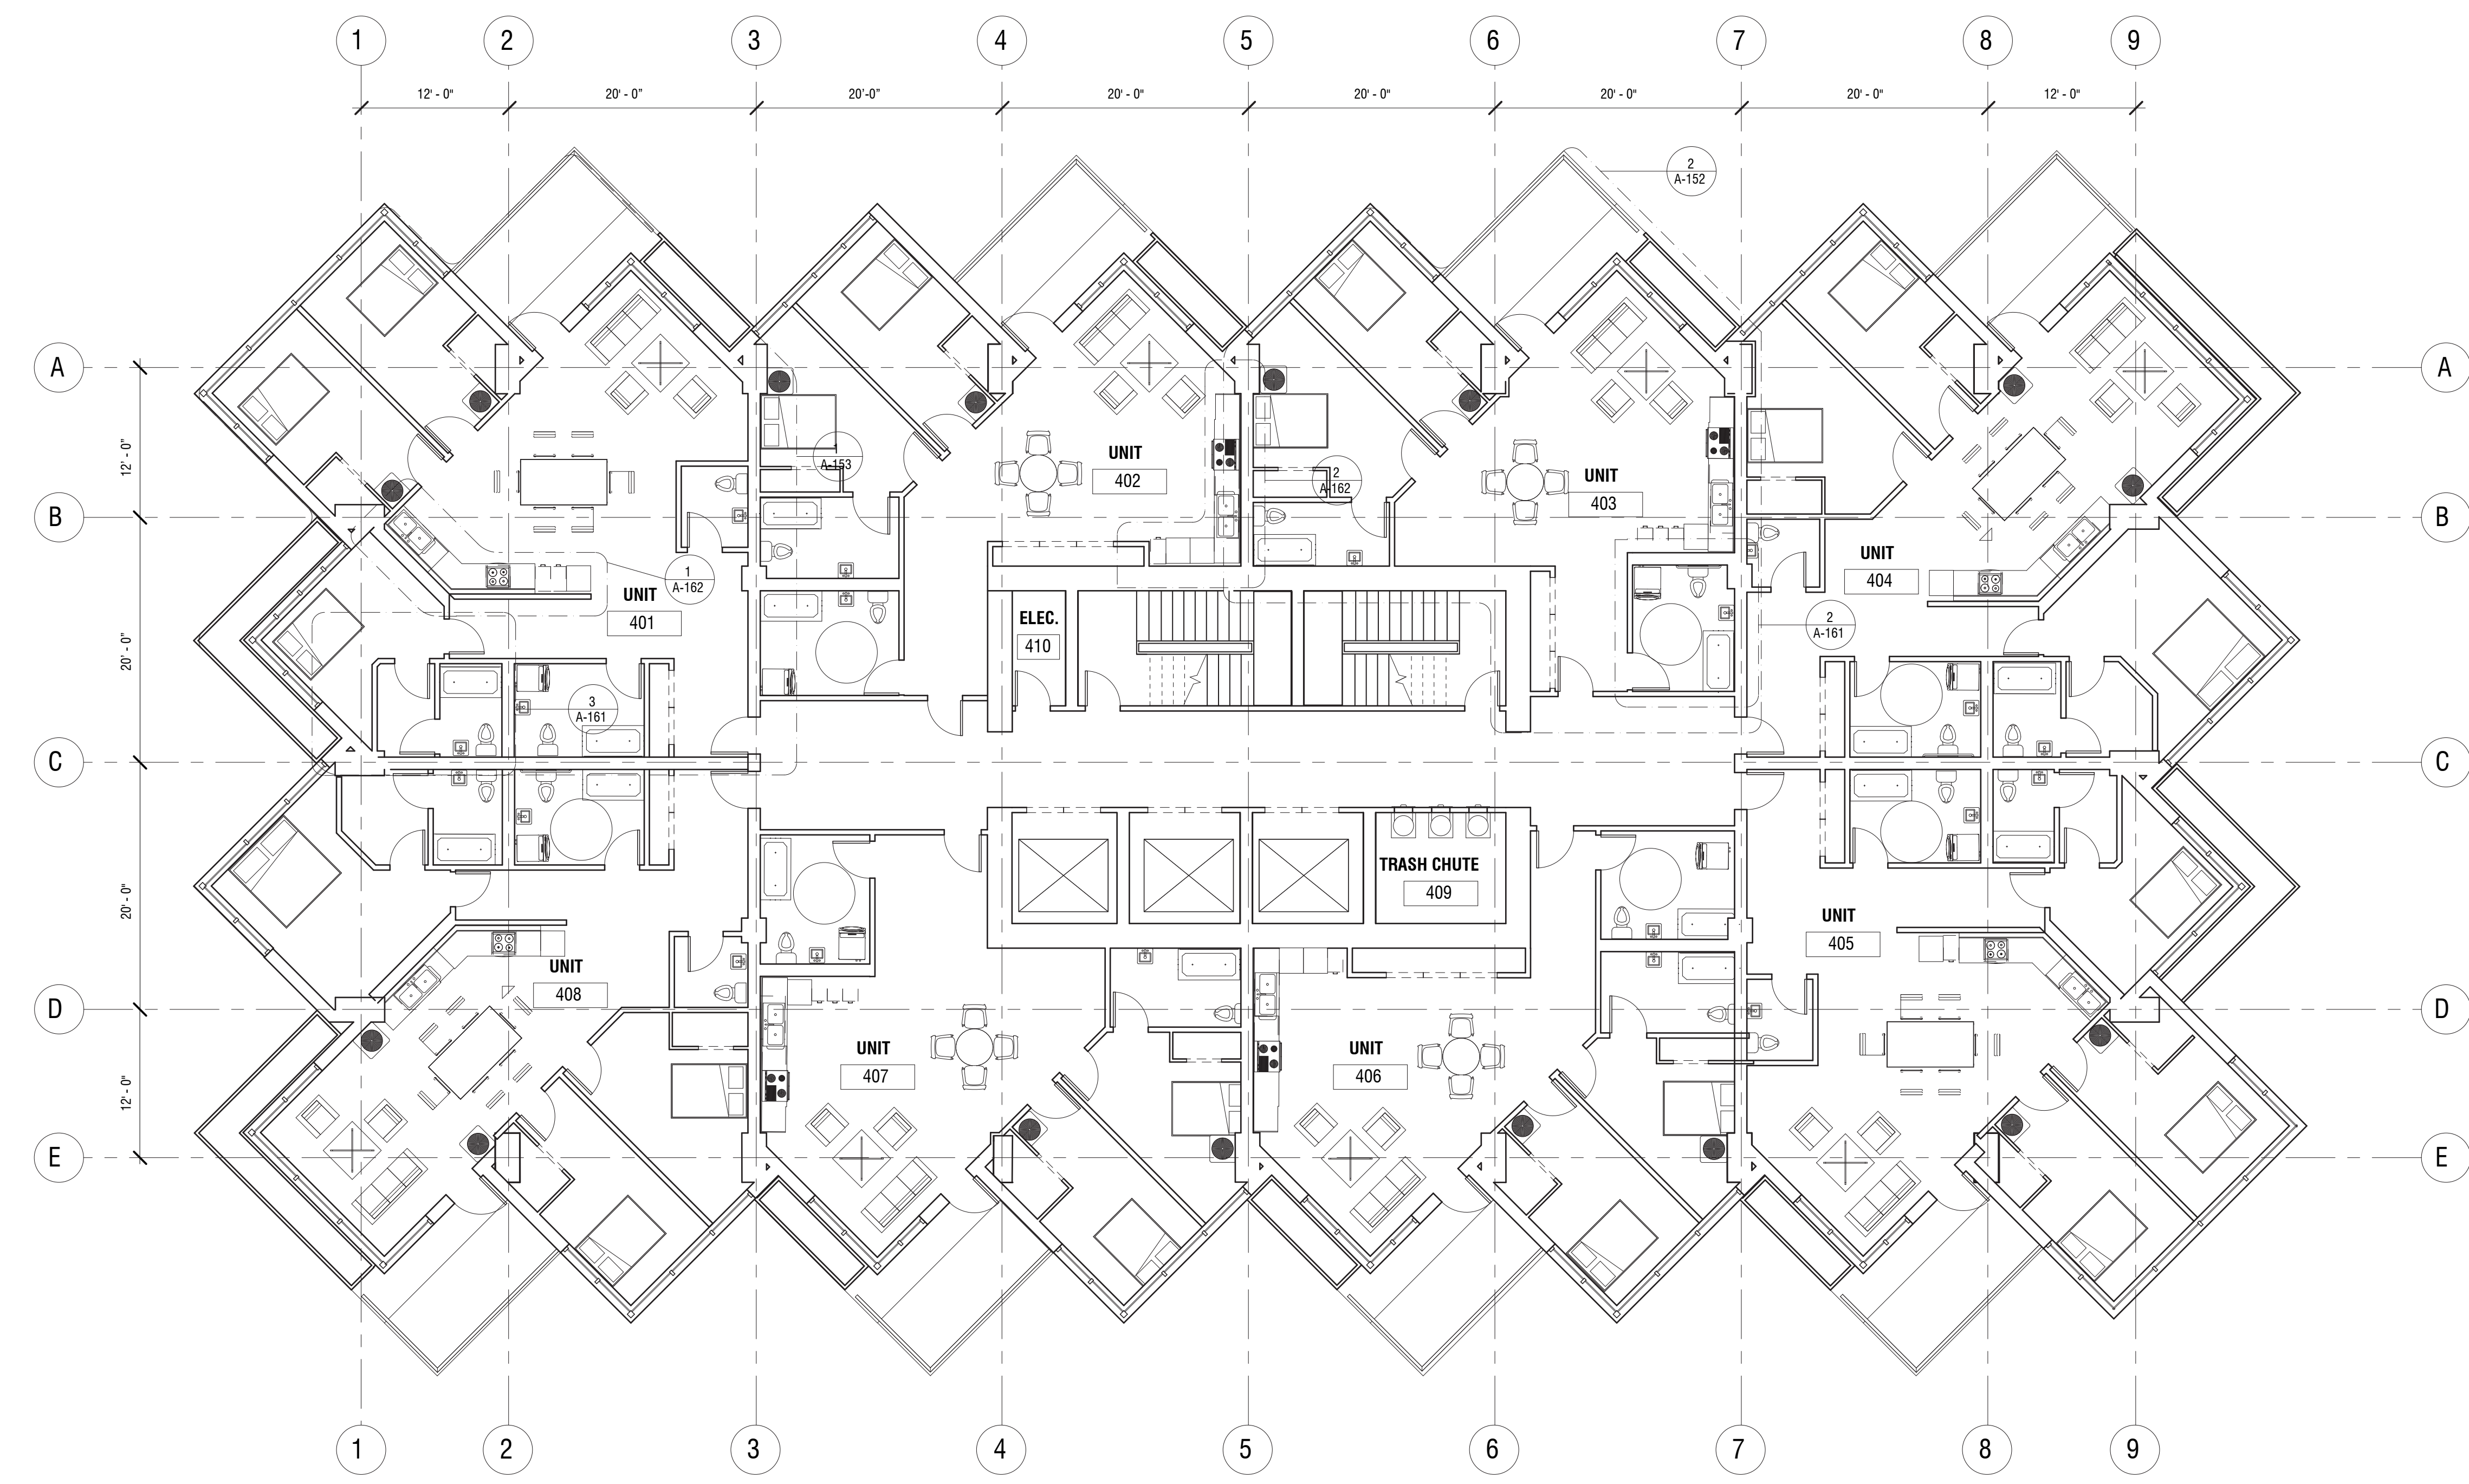 1 2 3 4 5 6 7 8 9
12' - 0" 20' - 0" 20'-0" 20' - 0" 20' - 0" 20' - 0" 20' - 0" 12' - 0"
2
A-152
A A
12' - 0"
1
A-153
UNIT
402
2
A-162
UNIT
403
B B
UNIT
404
1
A-162
UNIT
401
ELEC.
410
2
A-161
20' - 0"
3
A-161
C C
TRASH CHUTE
409
20' - 0"
UNIT
405
UNIT
408
D D
UNIT
407
UNIT
406
12' - 0"
E E
1 2 3 4 5 6 7 8 9